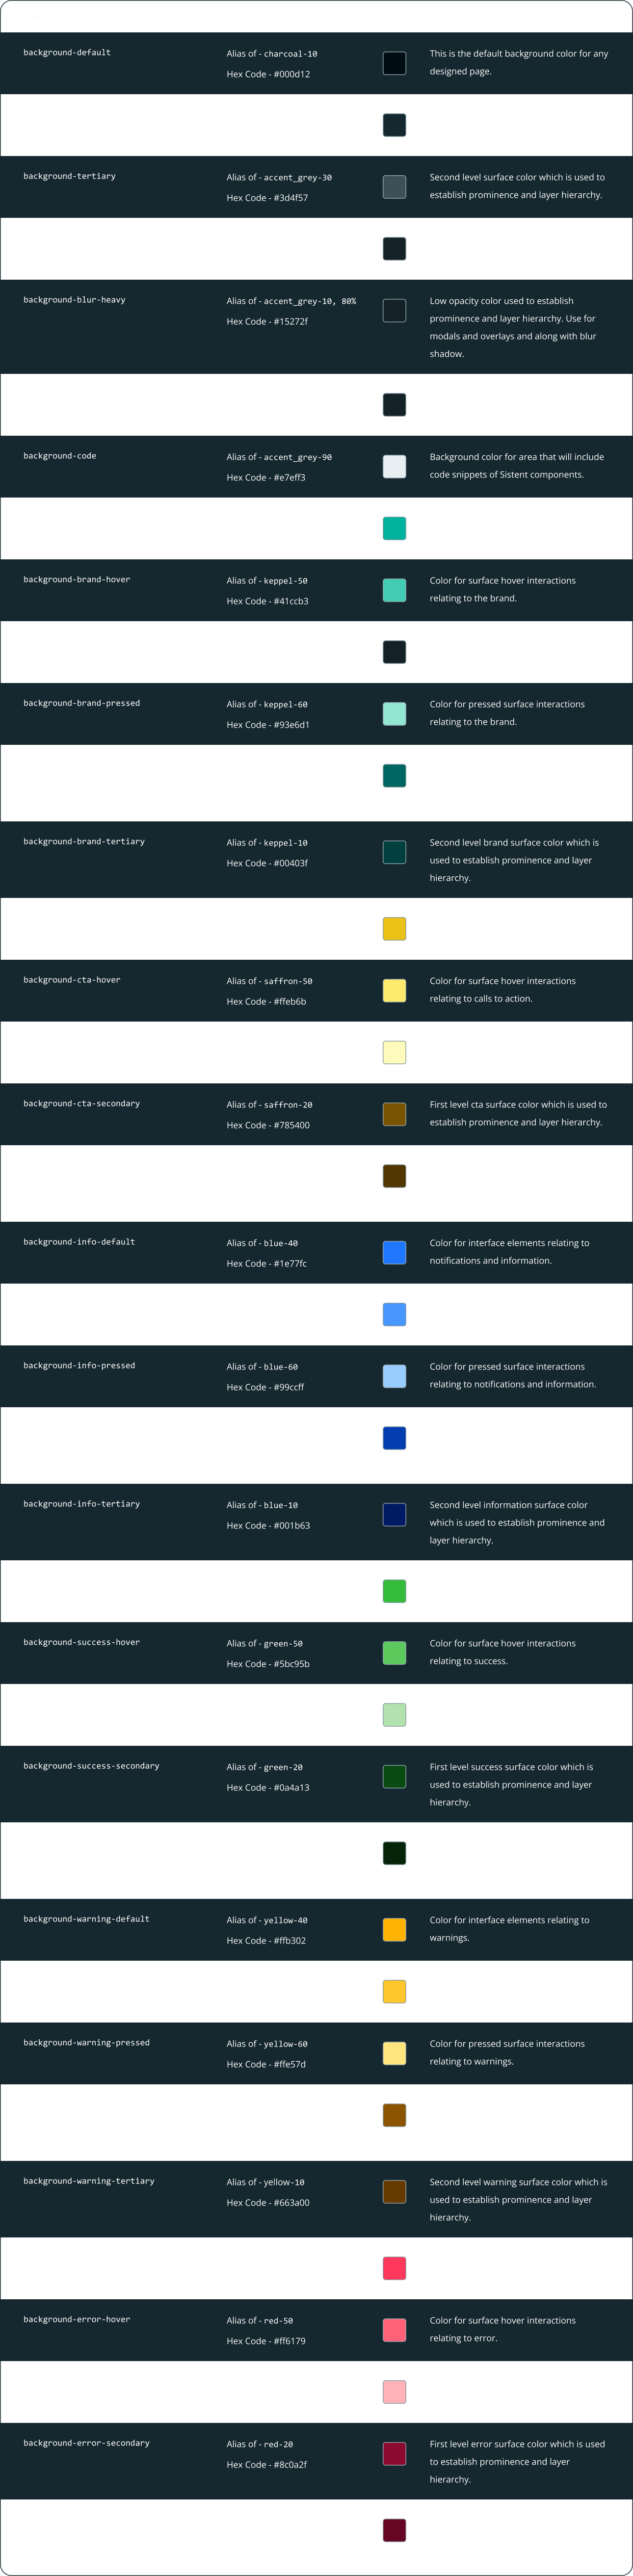 background-default
Alias of - charcoal-10
Hex Code - #000d12
This is the default background color for any
designed page.
background-tertiary
Alias of - accent_grey-30
Hex Code - #3d4f57
Second level surface color which is used to
establish prominence and layer hierarchy.
background-blur-heavy
Alias of - accent_grey-10, 80%
Hex Code - #15272f
Low opacity color used to establish
prominence and layer hierarchy. Use for
modals and overlays and along with blur
shadow.
background-code
Alias of - accent_grey-90
Hex Code - #e7eff3
Background color for area that will include
code snippets of Sistent components.
background-brand-hover
Alias of - keppel-50
Hex Code - #41ccb3
Color for surface hover interactions
relating to the brand.
background-brand-pressed
Alias of - keppel-60
Hex Code - #93e6d1
Color for pressed surface interactions
relating to the brand.
background-brand-tertiary
Alias of - keppel-10
Hex Code - #00403f
Second level brand surface color which is
used to establish prominence and layer
hierarchy.
background-cta-hover
Alias of - saffron-50
Hex Code - #ffeb6b
Color for surface hover interactions
relating to calls to action.
background-cta-secondary
Alias of - saffron-20
Hex Code - #785400
First level cta surface color which is used to
establish prominence and layer hierarchy.
background-info-default
Alias of - blue-40
Hex Code - #1e77fc
Color for interface elements relating to
notifications and information.
background-info-pressed
Alias of - blue-60
Hex Code - #99ccff
Color for pressed surface interactions
relating to notifications and information.
background-info-tertiary
Alias of - blue-10
Hex Code - #001b63
Second level information surface color
which is used to establish prominence and
layer hierarchy.
background-success-hover
Alias of - green-50
Hex Code - #5bc95b
Color for surface hover interactions
relating to success.
background-success-secondary
Alias of - green-20
Hex Code - #0a4a13
First level success surface color which is
used to establish prominence and layer
hierarchy.
background-warning-default
Alias of - yellow-40
Hex Code - #ffb302
Color for interface elements relating to
warnings.
background-warning-pressed
Alias of - yellow-60
Hex Code - #ffe57d
Color for pressed surface interactions
relating to warnings.
background-warning-tertiary
Alias of - yellow-10
Hex Code - #663a00
Second level warning surface color which is
used to establish prominence and layer
hierarchy.
background-error-hover
Alias of - red-50
Hex Code - #ff6179
Color for surface hover interactions
relating to error.
background-error-secondary
Alias of - red-20
Hex Code - #8c0a2f
First level error surface color which is used
to establish prominence and layer
hierarchy.